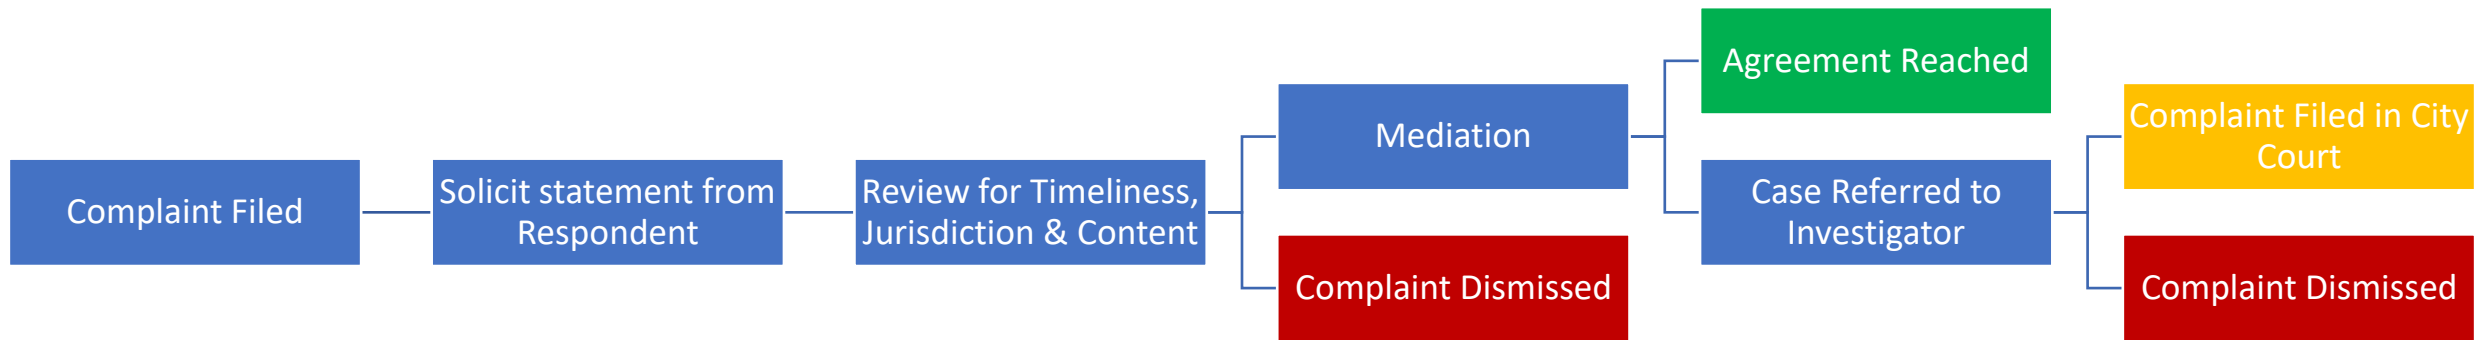 Complaint Filed
Solicit statement from
Respondent
Review for Timeliness,
Jurisdiction & Content
Mediation
Complaint Dismissed
Agreement Reached
Case Referred to
Investigator
Complaint Filed in City
Court
Complaint Dismissed